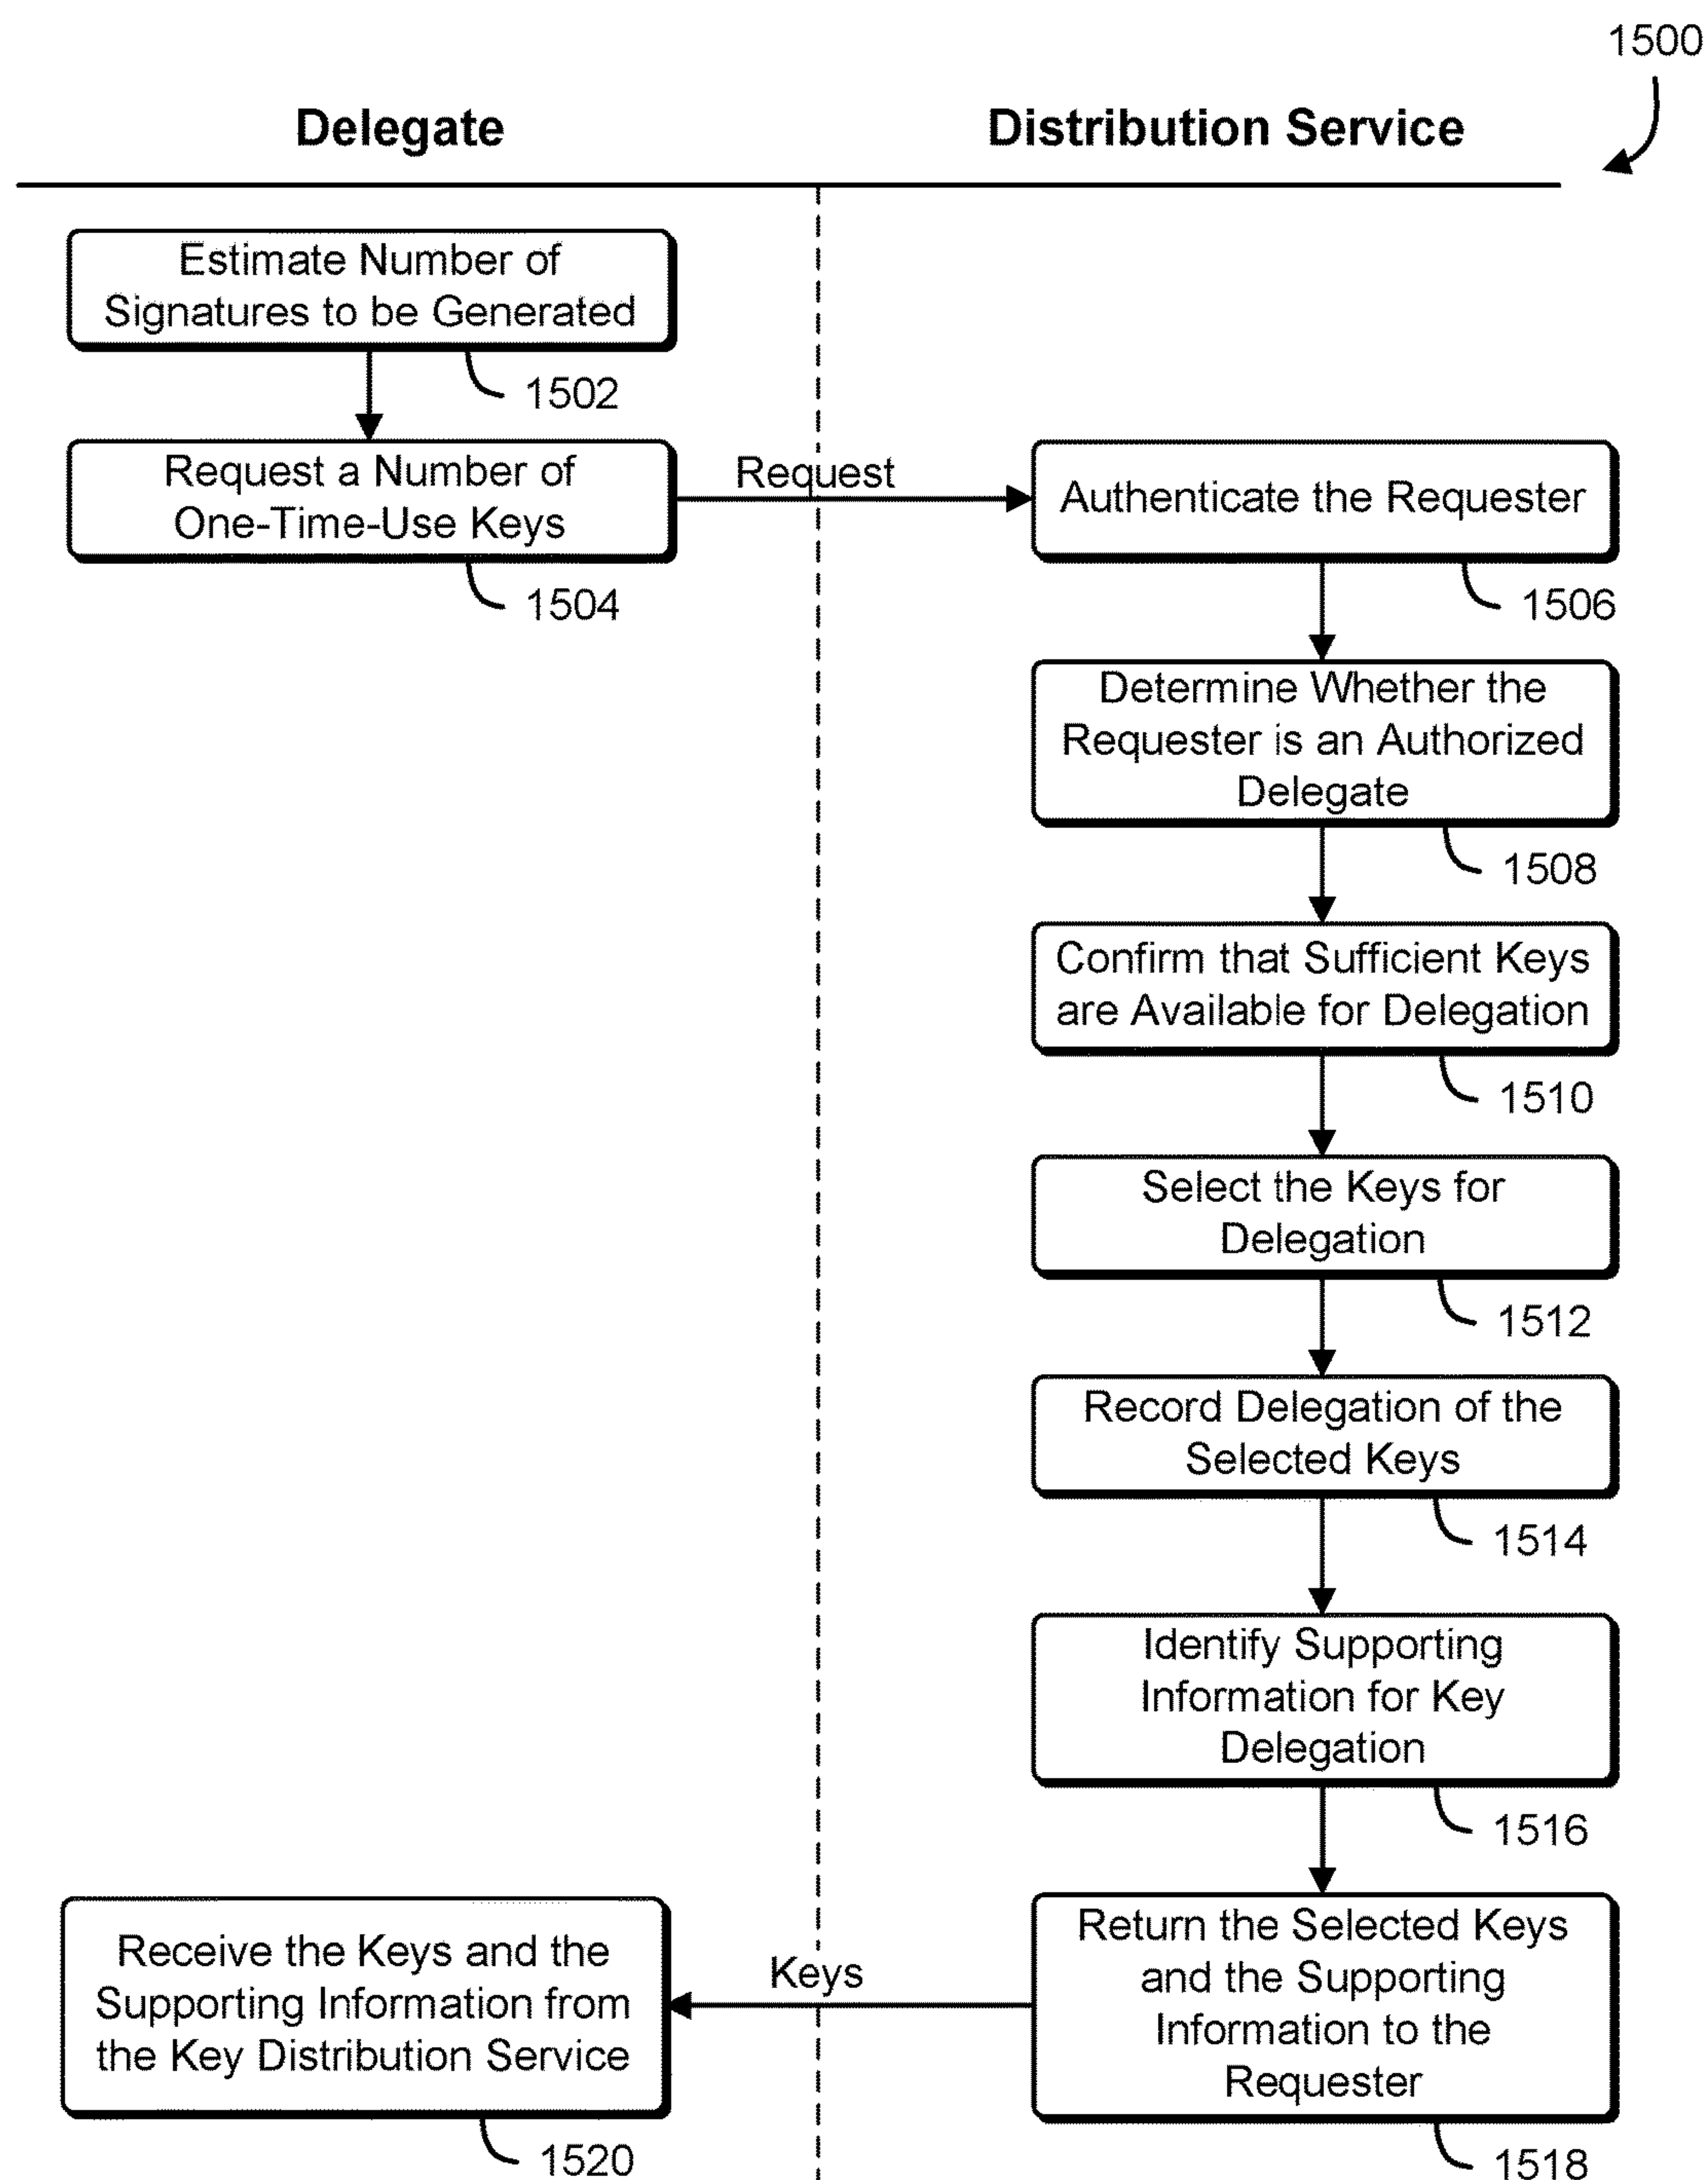 1500
Delegate
Distribution Service
Estimate Number of
Signatures to be Generated
1502
Request a Number of
One-Time-Use Keys
1504
Request
Authenticate the Requester
1506
Determine Whether the
Requester is an Authorized
Delegate
1508
Confirm that Sufficient Keys
are Available for Delegation
1510
Select the Keys for
Delegation
1512
Record Delegation of the
Selected Keys
1514
Identify Supporting
Information for Key
Delegation
1516
Return the Selected Keys
and the Supporting
Information to the
Requester
1518
Keys
Receive the Keys and the
Supporting Information from
the Key Distribution Service
1520